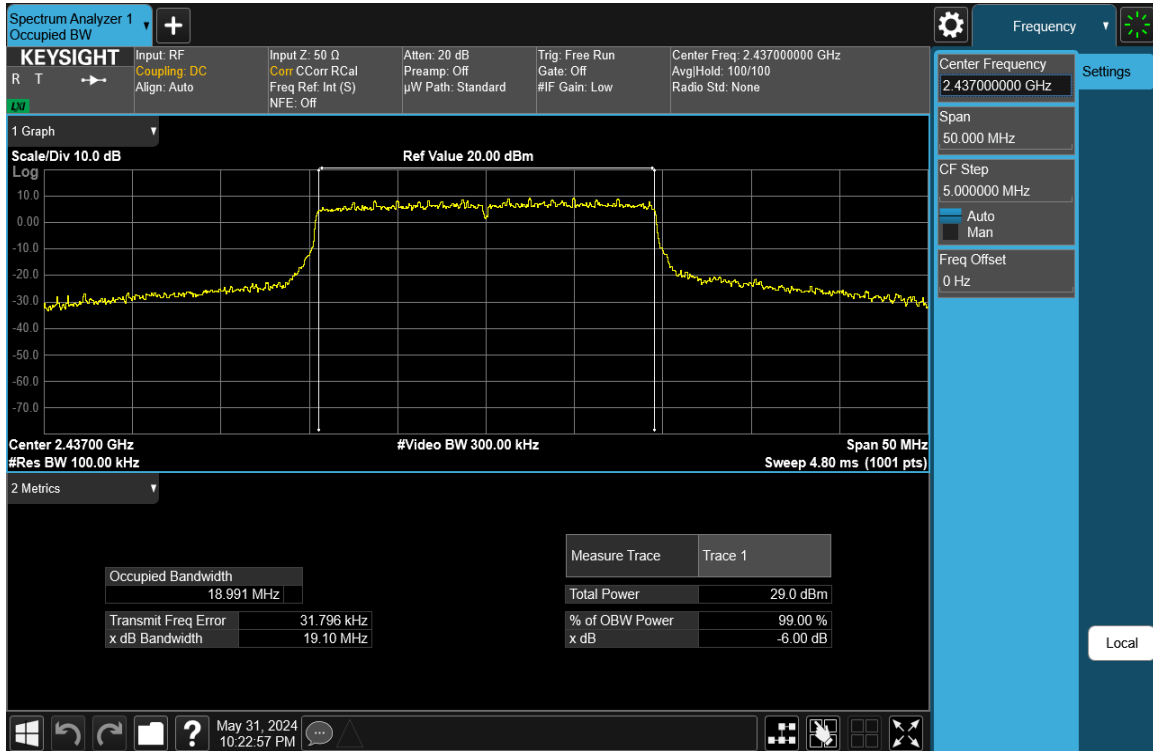 Spectrum Analyzer 1
Occupied BW
+
Frequency
KEYSIGHT
R T
LXI
Input: RF
Coupling: DC
Align: Auto
Input Z: 50 Ω
Corr CCorr RCal
Freq Ref: Int (S)
NFE: Off
Atten: 20 dB
Preamp: Off
µW Path: Standard
Trig: Free Run
Gate: Off
#IF Gain: Low
Center Freq: 2.437000000 GHz
Avg|Hold: 100/100
Radio Std: None
Center Frequency
2.437000000 GHz
Settings
Span
50.000 MHz
CF Step
5.000000 MHz
Auto
Man
Freq Offset
0 Hz
Local
1 Graph
Scale/Div 10.0 dB
Ref Value 20.00 dBm
Log
10.0
0.00
-10.0
-20.0
-30.0
-40.0
-50.0
-60.0
-70.0
Center 2.43700 GHz
#Video BW 300.00 kHz
Span 50 MHz
#Res BW 100.00 kHz
Sweep 4.80 ms (1001 pts)
2 Metrics
Measure Trace Trace 1
Occupied Bandwidth
18.991 MHz
Total Power 29.0 dBm
Transmit Freq Error 31.796 kHz
% of OBW Power 99.00 %
x dB Bandwidth 19.10 MHz
x dB -6.00 dB
?
May 31, 2024
10:22:57 PM